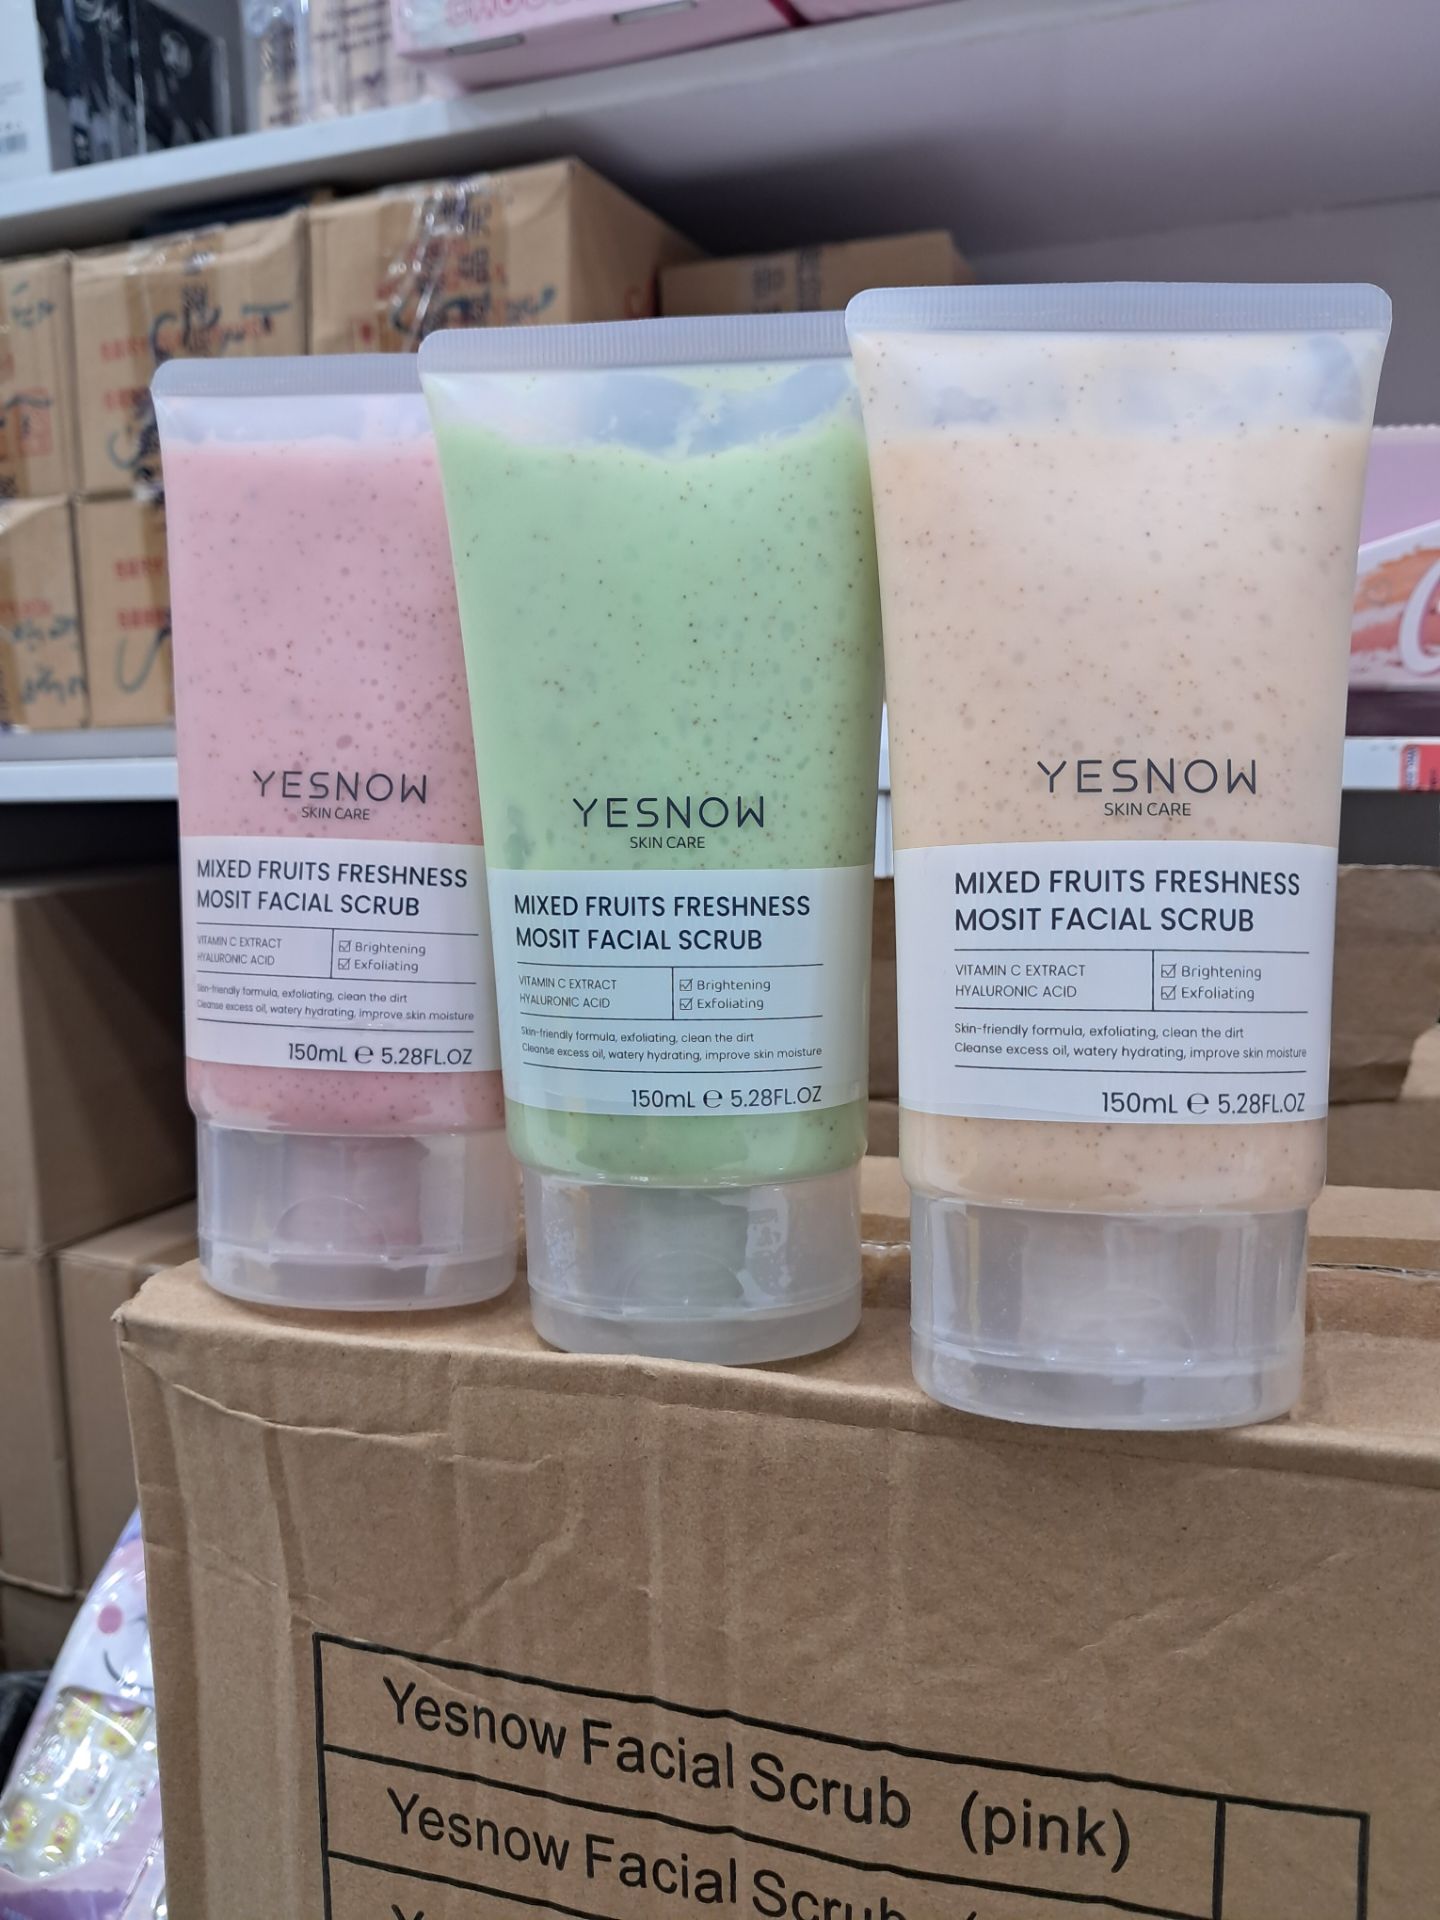 YESNOW
SKIN CARE
MIXED FRUITS FRESHNESS
MOSIT FACIAL SCRUB
VITAMIN C EXTRACT
HYALURONIC ACID
Brightening
Exfoliating
Skin-friendly formula, exfoliating, clean the dirt
Cleanse excess oil, watery hydrating, improve skin moisture
150mL ℮ 5.28FL.OZ
YESNOW
SKIN CARE
MIXED FRUITS FRESHNESS
MOSIT FACIAL SCRUB
VITAMIN C EXTRACT
HYALURONIC ACID
Brightening
Exfoliating
Skin-friendly formula, exfoliating, clean the dirt
Cleanse excess oil, watery hydrating, improve skin moisture
150mL ℮ 5.28FL.OZ
YESNOW
SKIN CARE
MIXED FRUITS FRESHNESS
MOSIT FACIAL SCRUB
VITAMIN C EXTRACT
HYALURONIC ACID
Brightening
Exfoliating
Skin-friendly formula, exfoliating, clean the dirt
Cleanse excess oil, watery hydrating, improve skin moisture
150mL ℮ 5.28FL.OZ
Yesnow Facial Scrub (pink)
Yesnow Facial Scrub